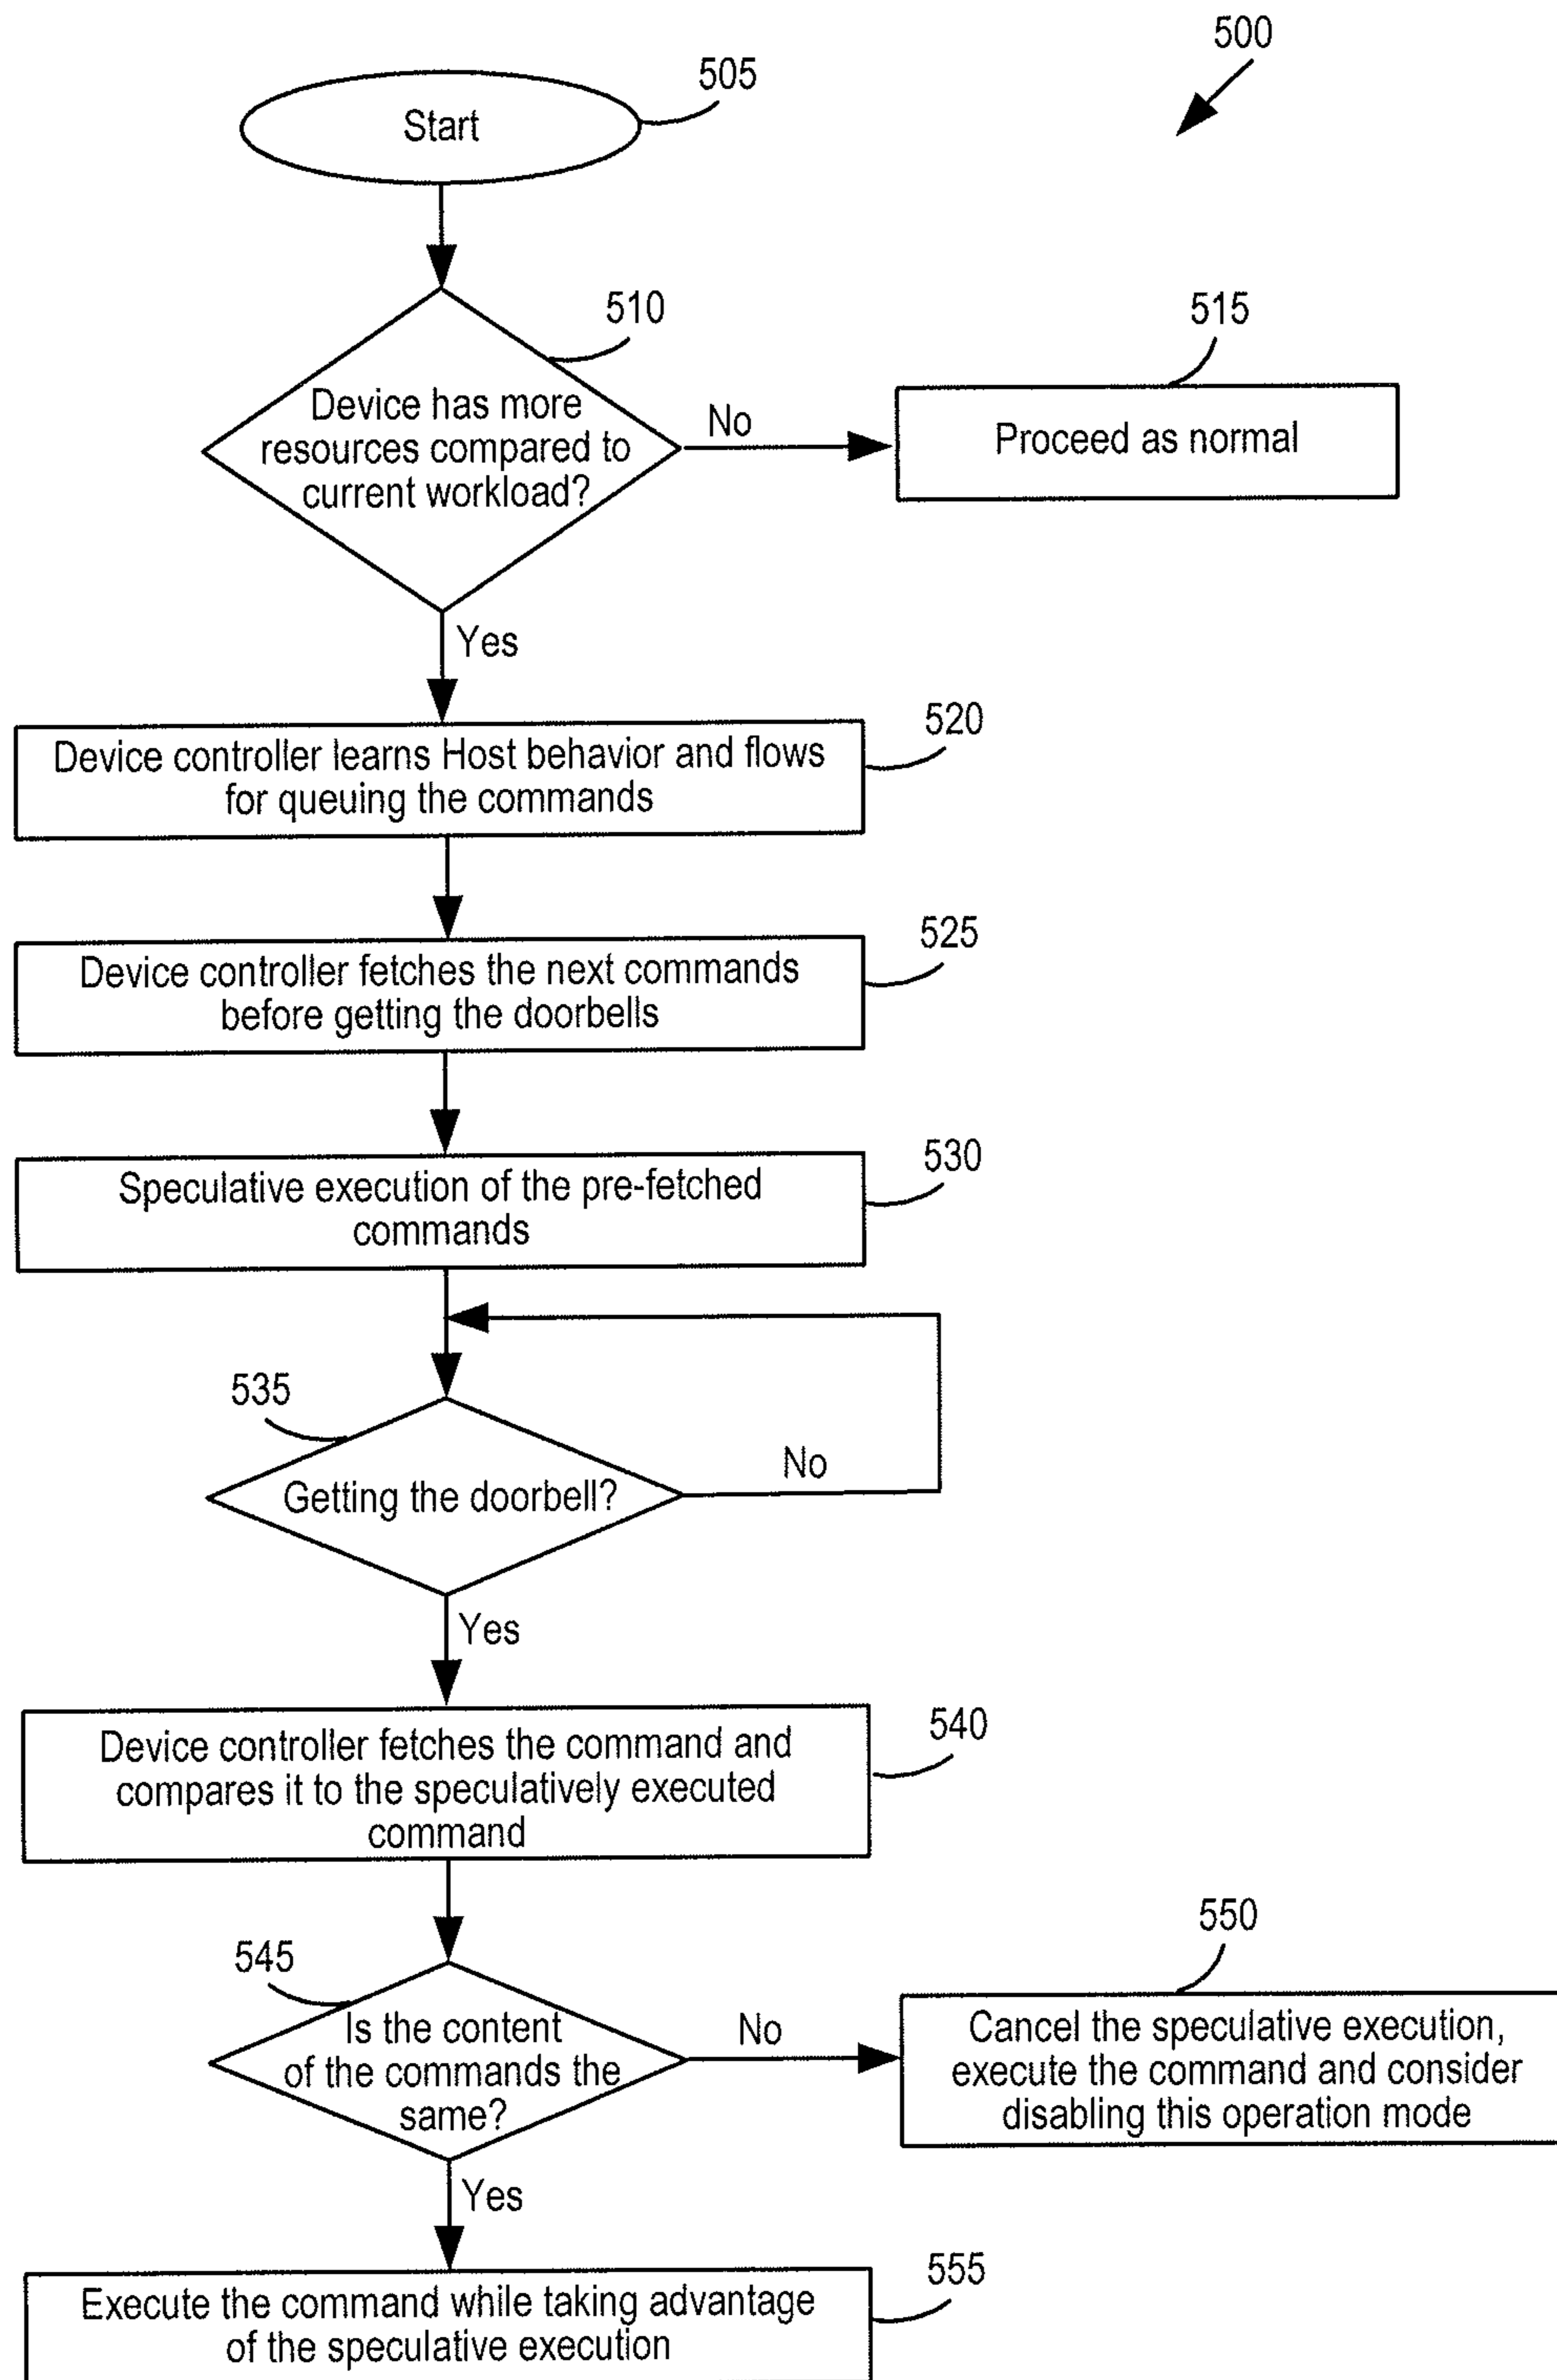 500
505
Start
510
Device has more
resources compared to
current workload?
No
515
Proceed as normal
Yes
520
Device controller learns Host behavior and flows
for queuing the commands
525
Device controller fetches the next commands
before getting the doorbells
530
Speculative execution of the pre-fetched
commands
535
Getting the doorbell?
No
Yes
540
Device controller fetches the command and
compares it to the speculatively executed
command
545
Is the content
of the commands the
same?
No
550
Cancel the speculative execution,
execute the command and consider
disabling this operation mode
Yes
555
Execute the command while taking advantage
of the speculative execution